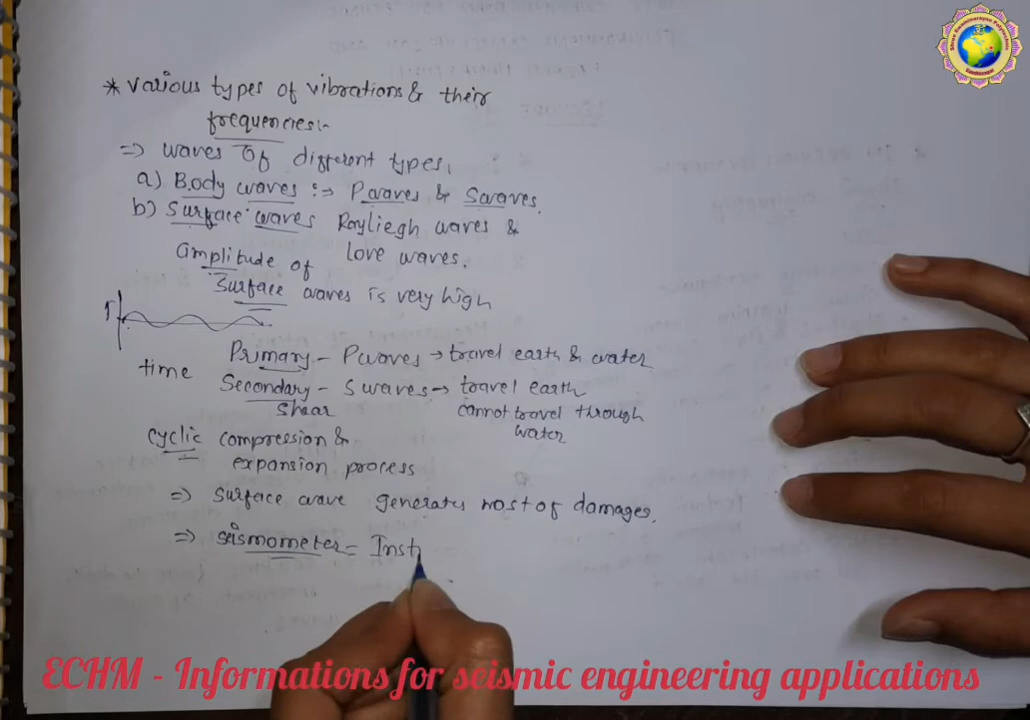 * various types of vibrations & their
frequencies:-
=> waves of different types,
a) Body waves :-> P waves & S waves.
b) Surface waves Rayliegh waves &
Love waves.
amplitude of
Surface waves is very high
time
Primary - P waves → travel earth & water
Secondary - S waves → travel earth
Shear
cannot travel through
water
cyclic compression &
expansion process
=> surface wave generates most of damages.
=> seismometer = Inst
ECHM - Informations for seismic engineering applications